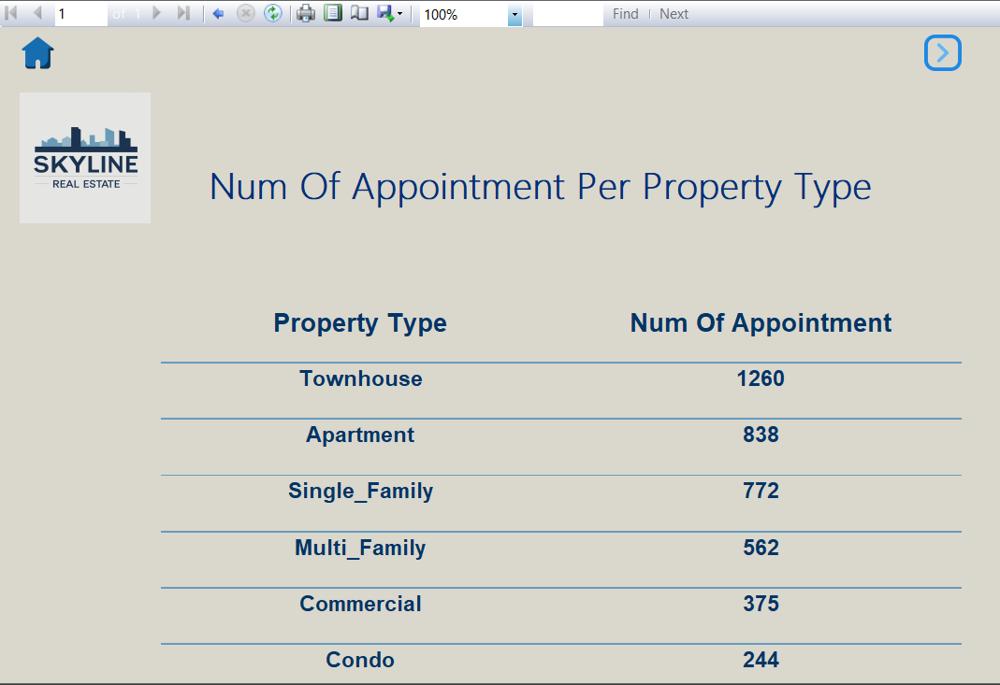 1 of 1 100% Find Next
SKYLINE
REAL ESTATE
Num Of Appointment Per Property Type
Property Type Num Of Appointment
Townhouse 1260
Apartment 838
Single_Family 772
Multi_Family 562
Commercial 375
Condo 244